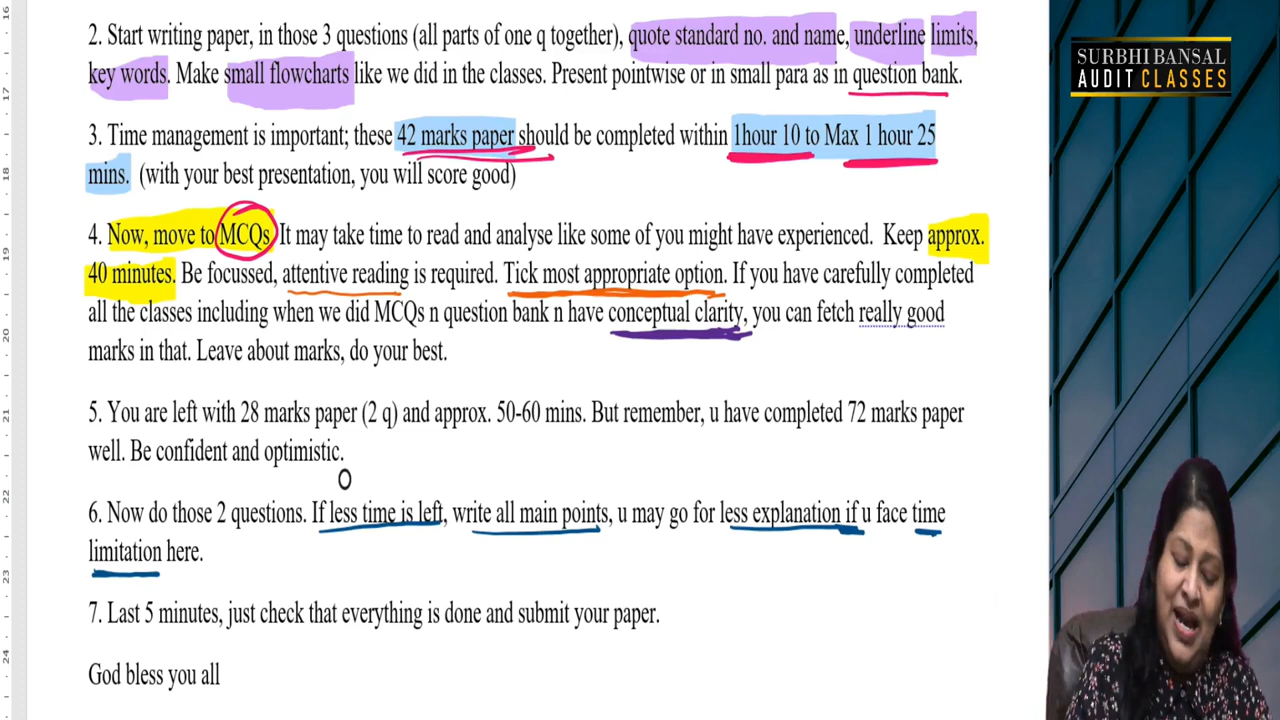 2. Start writing paper, in those 3 questions (all parts of one q together), quote standard no. and name, underline limits,
key words. Make small flowcharts like we did in the classes. Present pointwise or in small para as in question bank.
3. Time management is important; these 42 marks paper should be completed within 1hour 10 to Max 1 hour 25
mins. (with your best presentation, you will score good)
4. Now, move to MCQs. It may take time to read and analyse like some of you might have experienced. Keep approx.
40 minutes. Be focussed, attentive reading is required. Tick most appropriate option. If you have carefully completed
all the classes including when we did MCQs n question bank n have conceptual clarity, you can fetch really good
marks in that. Leave about marks, do your best.
5. You are left with 28 marks paper (2 q) and approx. 50-60 mins. But remember, u have completed 72 marks paper
well. Be confident and optimistic.
6. Now do those 2 questions. If less time is left, write all main points, u may go for less explanation if u face time
limitation here.
7. Last 5 minutes, just check that everything is done and submit your paper.
God bless you all
SURBHI BANSAL
AUDIT CLASSES
16
17
18
19
20
21
22
23
24